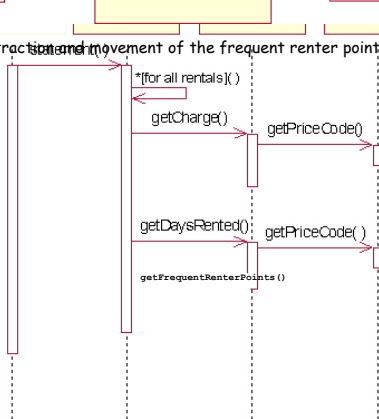 raction and movement of the frequent renter point
statement( )
*[for all rentals]( )
getCharge()
getPriceCode()
getDaysRented()
getPriceCode( )
getFrequentRenterPoints()